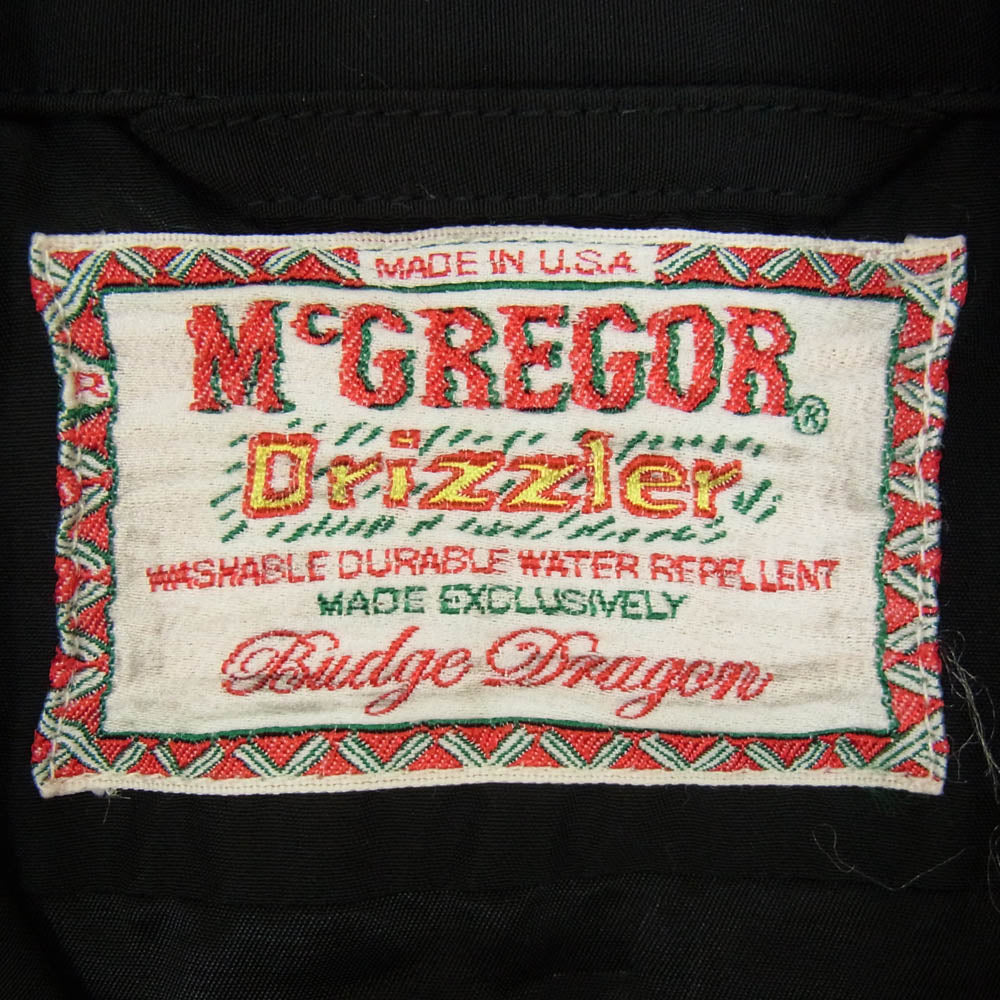 MADE IN U.S.A
McGREGOR®
Drizzler
WASHABLE DURABLE WATER REPELLENT
MADE EXCLUSIVELY
Budge Dragon
R